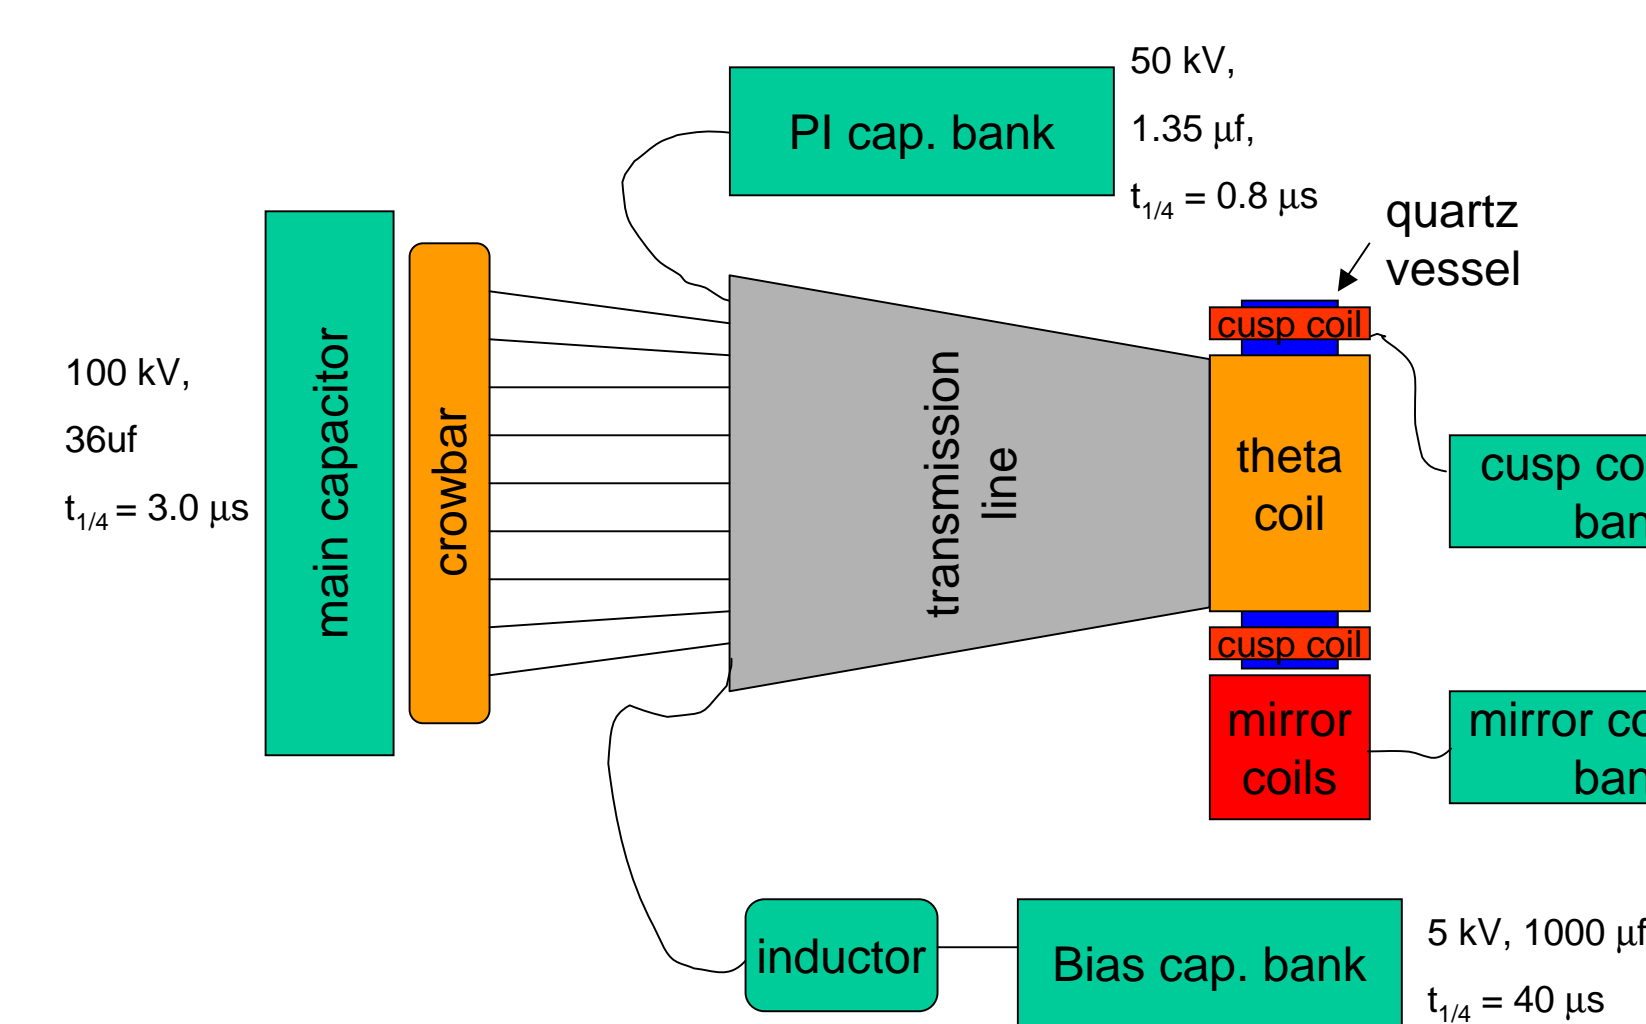 50 kV,
1.35 μf,
t1/4 = 0.8 μs
PI cap. bank
quartz
vessel
cusp coil
100 kV,
36uf
t1/4 = 3.0 μs
main capacitor
crowbar
transmission
line
theta
coil
cusp co
ban
cusp coil
mirror
coils
mirror co
ban
inductor
Bias cap. bank
5 kV, 1000 μf
t1/4 = 40 μs